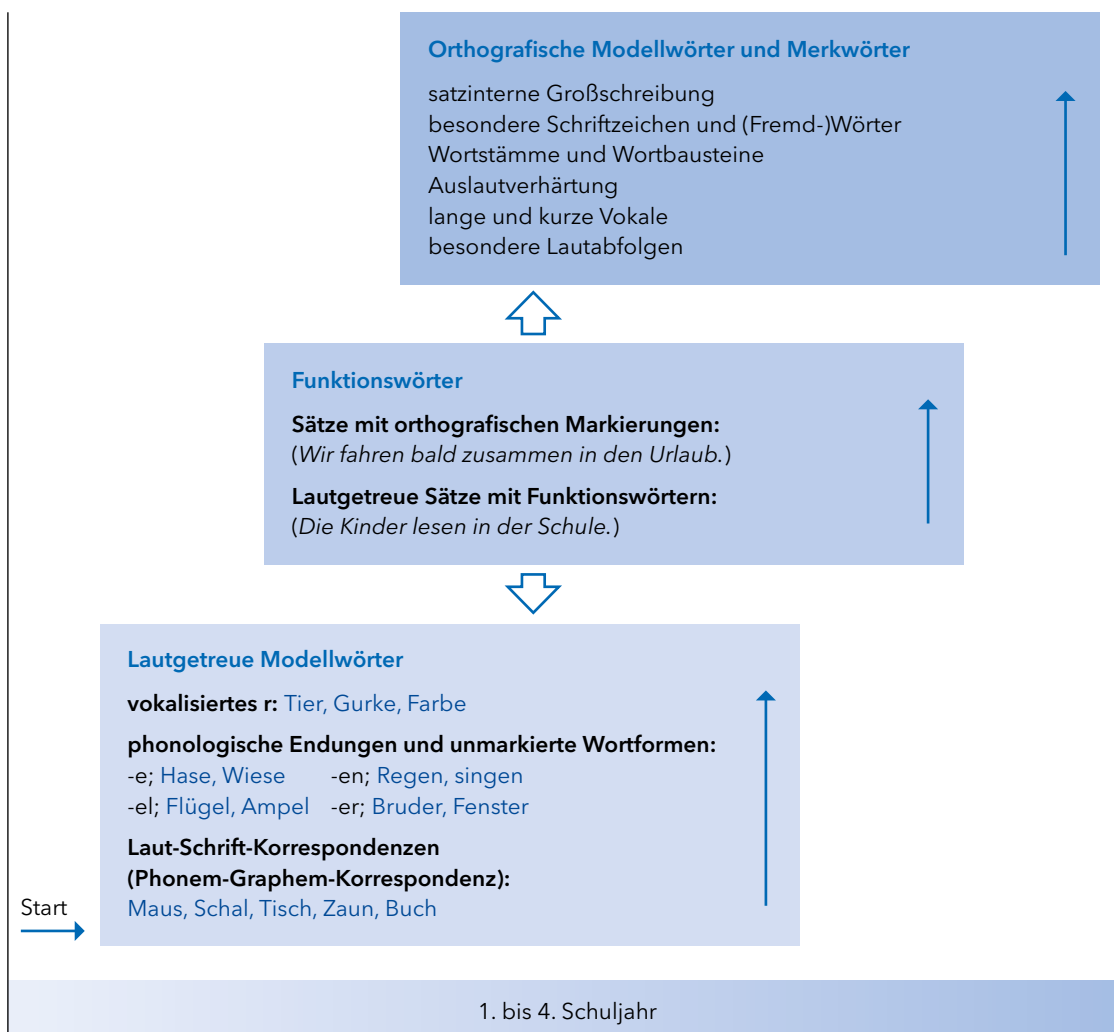 Orthografische Modellwörter und Merkwörter
satzinterne Großschreibung
besondere Schriftzeichen und (Fremd-)Wörter
Wortstämme und Wortbausteine
Auslautverhärtung
lange und kurze Vokale
besondere Lautabfolgen
Funktionswörter
Sätze mit orthografischen Markierungen:
(Wir fahren bald zusammen in den Urlaub.)
Lautgetreue Sätze mit Funktionswörtern:
(Die Kinder lesen in der Schule.)
Lautgetreue Modellwörter
vokalisiertes r: Tier, Gurke, Farbe
phonologische Endungen und unmarkierte Wortformen:
-e; Hase, Wiese -en; Regen, singen
-el; Flügel, Ampel -er; Bruder, Fenster
Laut-Schrift-Korrespondenzen
(Phonem-Graphem-Korrespondenz):
Maus, Schal, Tisch, Zaun, Buch
Start
1. bis 4. Schuljahr